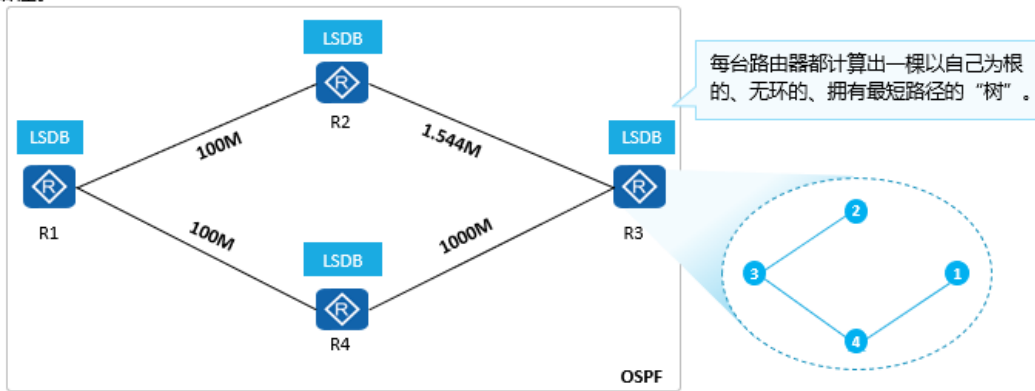 LSDB
每台路由器都计算出一棵以自己为根
的、无环的、拥有最短路径的“树”。
R
R2
LSDB
100M
1.544M
LSDB
R
R
R1
R3
100M
1000M
LSDB
R
R4
OSPF
2
3
1
4